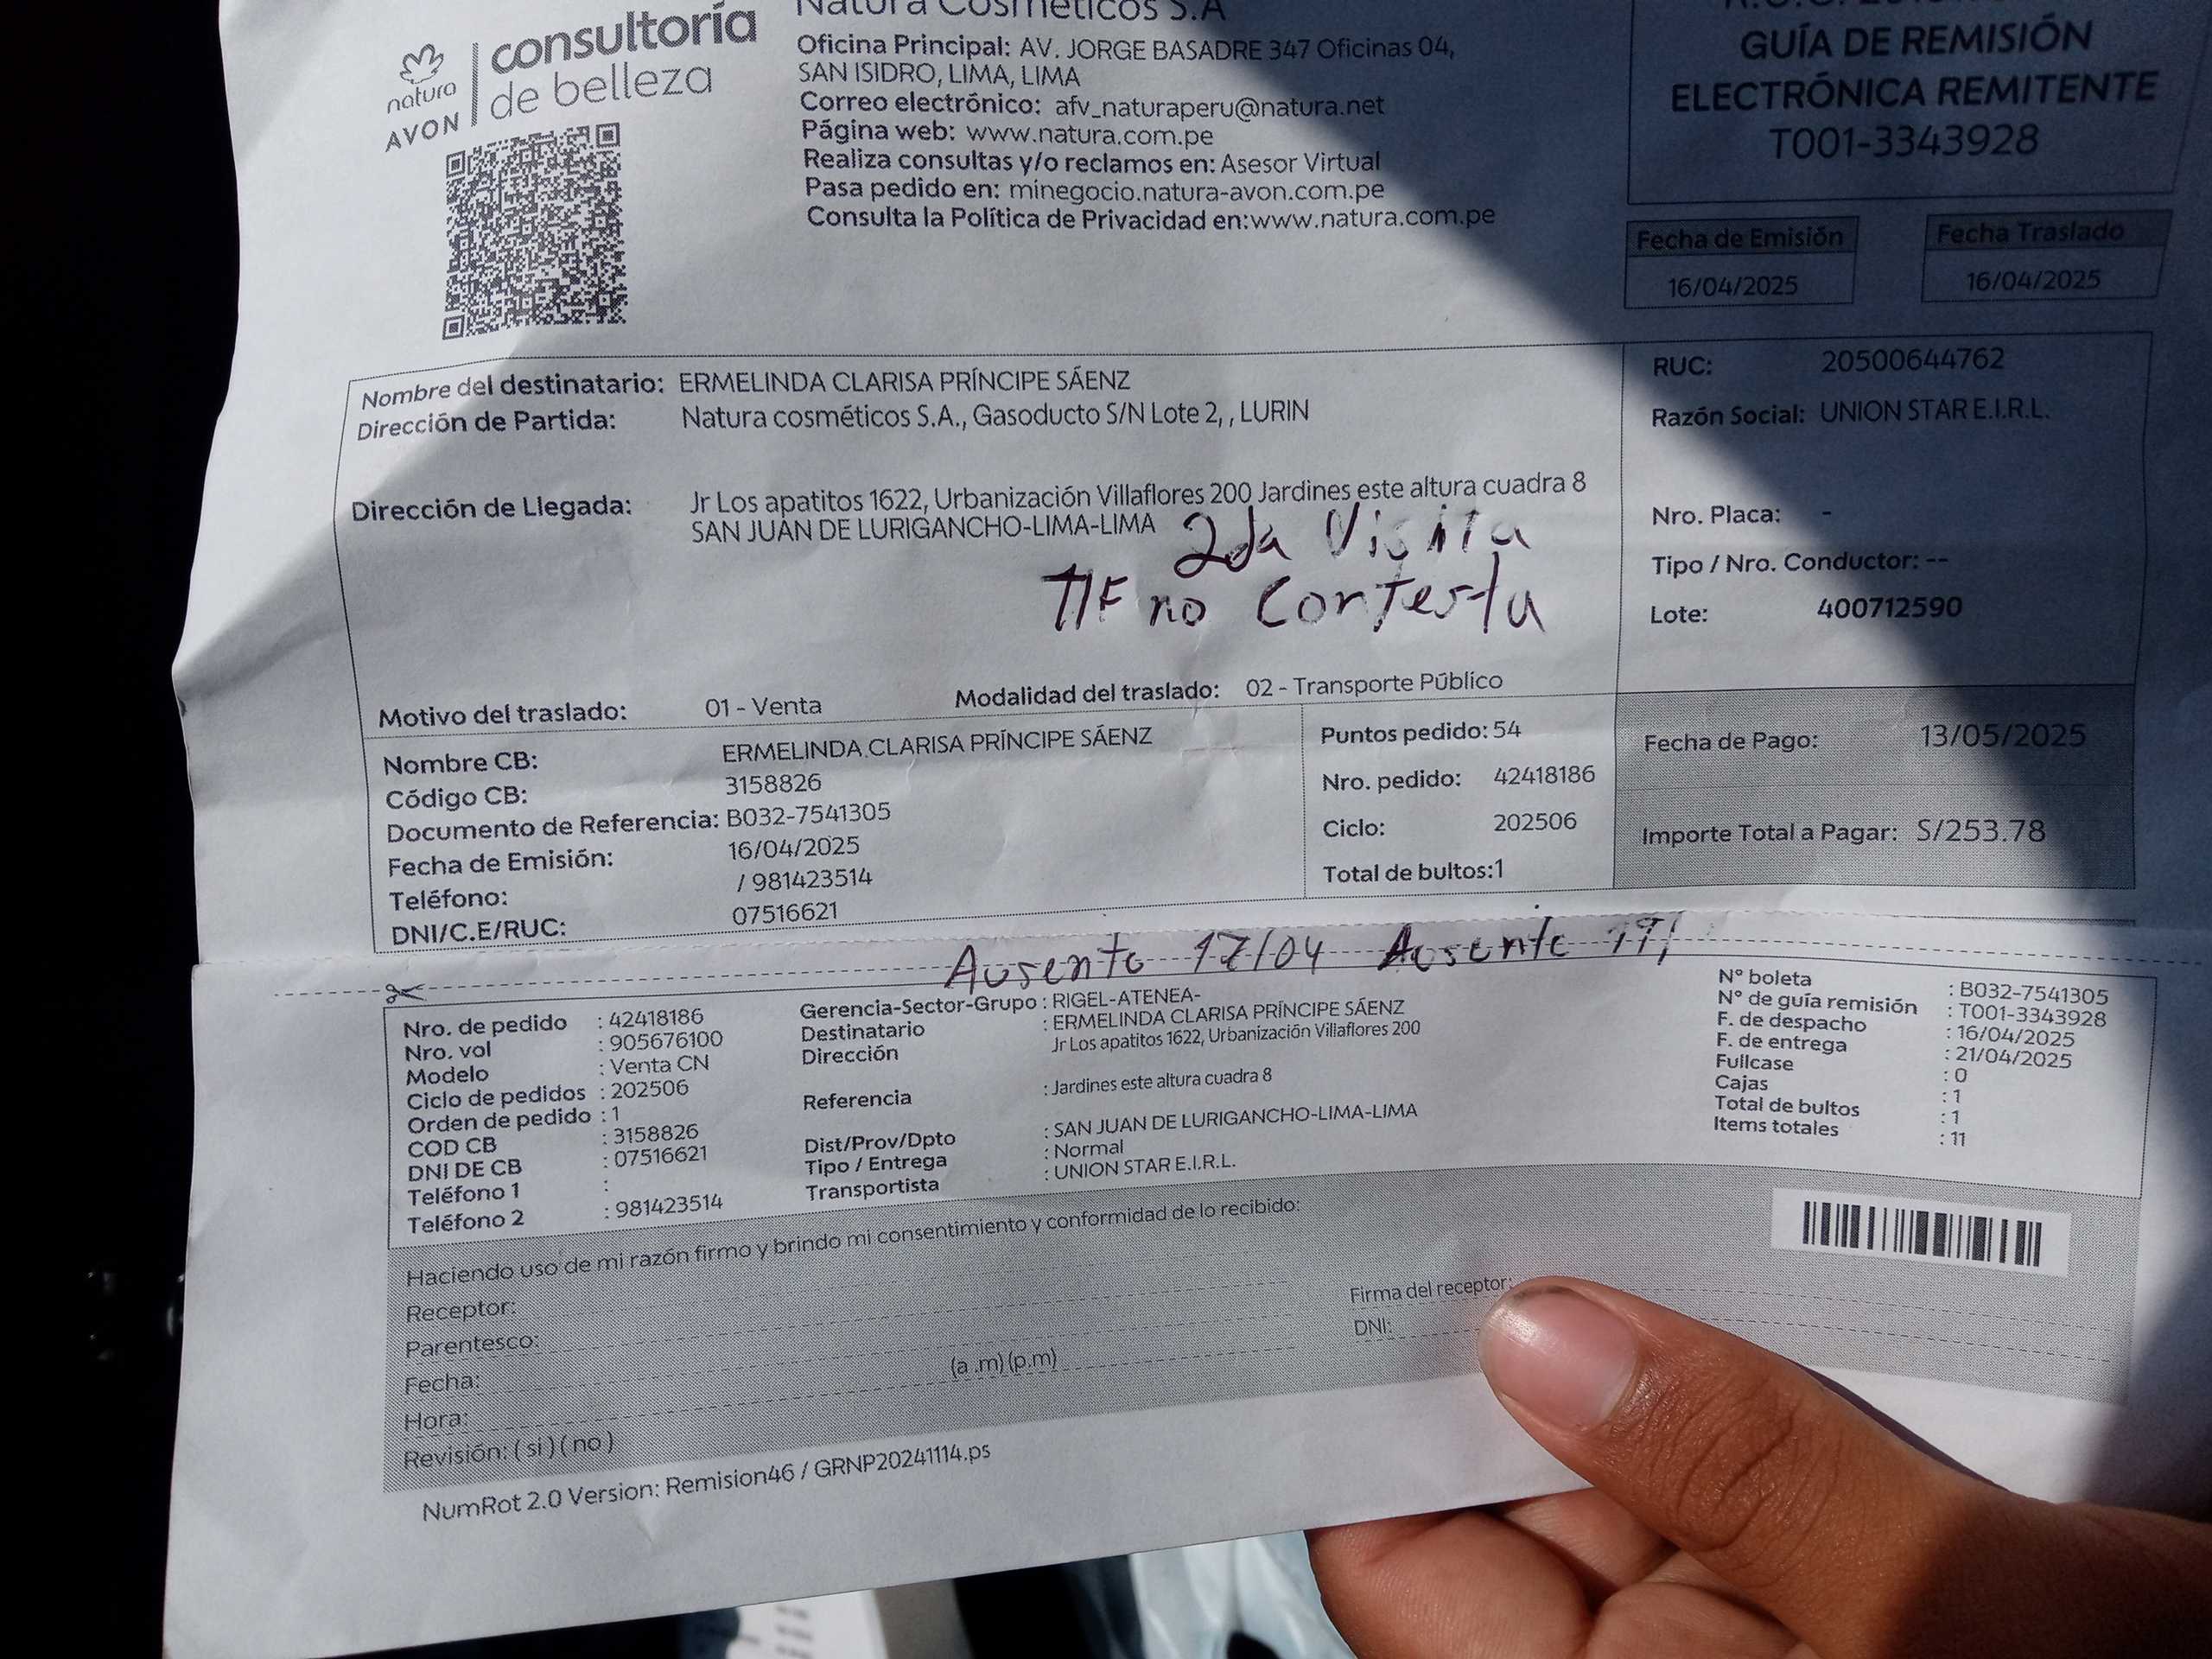 natura
AVON
consultoría
de belleza
Natura Cosméticos S.A
Oficina Principal: AV. JORGE BASADRE 347 Oficinas 04,
SAN ISIDRO, LIMA, LIMA
Correo electrónico: afv_naturaperu@natura.net
Página web: www.natura.com.pe
Realiza consultas y/o reclamos en: Asesor Virtual
Pasa pedido en: minegocio.natura-avon.com.pe
Consulta la Política de Privacidad en:www.natura.com.pe
GUÍA DE REMISIÓN
ELECTRÓNICA REMITENTE
T001-3343928
Fecha de Emisión
16/04/2025
Fecha Traslado
16/04/2025
Nombre del destinatario: ERMELINDA CLARISA PRÍNCIPE SÁENZ
Dirección de Partida: Natura cosméticos S.A., Gasoducto S/N Lote 2, , LURIN
Dirección de Llegada: Jr Los apatitos 1622, Urbanización Villaflores 200 Jardines este altura cuadra 8
SAN JUAN DE LURIGANCHO-LIMA-LIMA
2da Visita
Tlf no contesta
Motivo del traslado: 01 - Venta Modalidad del traslado: 02 - Transporte Público
RUC: 20500644762
Razón Social: UNION STAR E.I.R.L.
Nro. Placa: -
Tipo / Nro. Conductor: --
Lote: 400712590
Nombre CB: ERMELINDA CLARISA PRÍNCIPE SÁENZ
Código CB: 3158826
Documento de Referencia: B032-7541305
Fecha de Emisión: 16/04/2025
Teléfono: / 981423514
DNI/C.E/RUC: 07516621
Puntos pedido: 54
Nro. pedido: 42418186
Ciclo: 202506
Total de bultos:1
Fecha de Pago: 13/05/2025
Importe Total a Pagar: S/253.78
Ausente 17/04 Ausente
Nro. de pedido : 42418186
Nro. vol : 905676100
Modelo : Venta CN
Ciclo de pedidos : 202506
Orden de pedido : 1
COD CB : 3158826
DNI DE CB : 07516621
Teléfono 1 :
Teléfono 2 : 981423514
Gerencia-Sector-Grupo : RIGEL-ATENEA-
Destinatario : ERMELINDA CLARISA PRÍNCIPE SÁENZ
Dirección Jr Los apatitos 1622, Urbanización Villaflores 200
Referencia : Jardines este altura cuadra 8
Dist/Prov/Dpto : SAN JUAN DE LURIGANCHO-LIMA-LIMA
Tipo / Entrega : Normal
Transportista : UNION STAR E.I.R.L.
N° boleta : B032-7541305
N° de guía remisión : T001-3343928
F. de despacho : 16/04/2025
F. de entrega : 21/04/2025
Fullcase : 0
Cajas : 1
Total de bultos : 1
Items totales : 11
Haciendo uso de mi razón firmo y brindo mi consentimiento y conformidad de lo recibido:
Receptor:
Parentesco:
Fecha:
Hora: (a .m) (p.m)
Revisión: ( si ) ( no )
Firma del receptor:
DNI:
NumRot 2.0 Version: Remision46 / GRNP20241114.ps